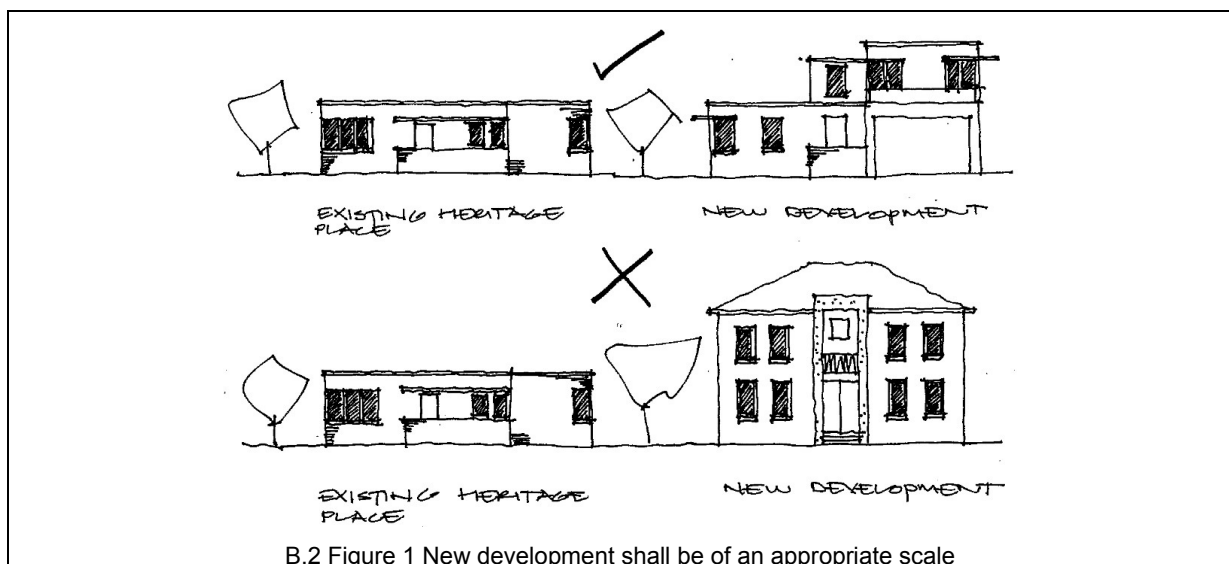 EXISTING HERITAGE
PLACE
NEW DEVELOPMENT
EXISTING HERITAGE
PLACE
NEW DEVELOPMENT
B.2 Figure 1 New development shall be of an appropriate scale